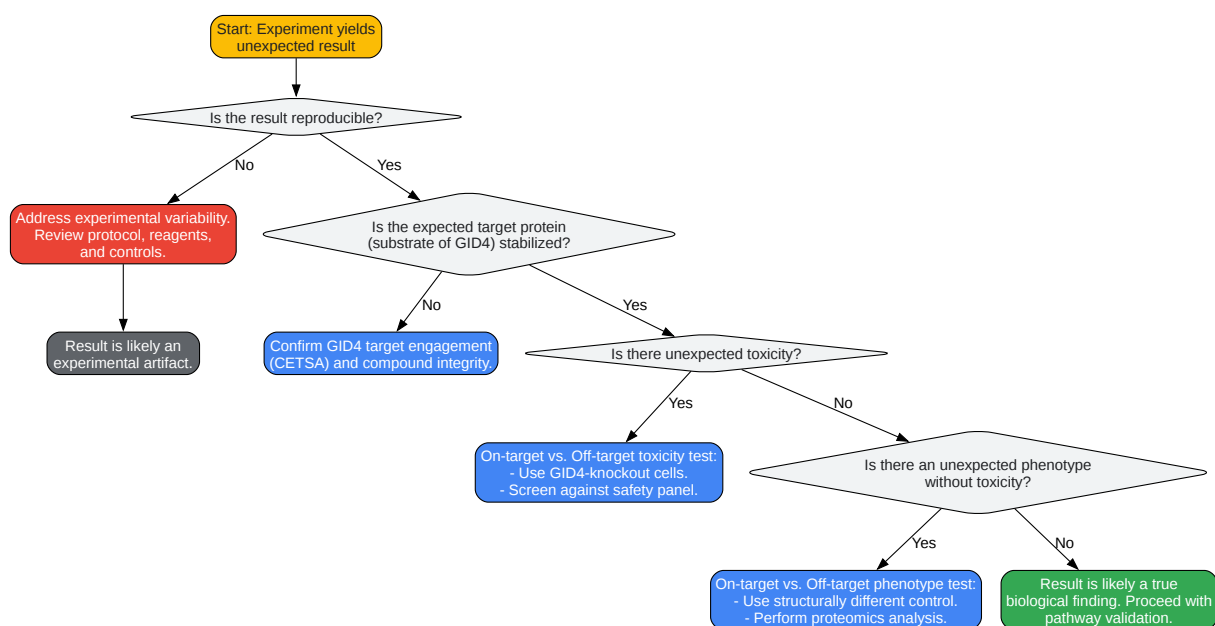 Start: Experiment yields
unexpected result
Is the result reproducible?
No
Yes
Address experimental variability.
Review protocol, reagents,
and controls.
Is the expected target protein
(substrate of GID4) stabilized?
No
Yes
Result is likely an
experimental artifact.
Confirm GID4 target engagement
(CETSA) and compound integrity.
Is there unexpected toxicity?
Yes
No
On-target vs. Off-target toxicity test:
- Use GID4-knockout cells.
- Screen against safety panel.
Is there an unexpected phenotype
without toxicity?
Yes
No
On-target vs. Off-target phenotype test:
- Use structurally different control.
- Perform proteomics analysis.
Result is likely a true
biological finding. Proceed with
pathway validation.